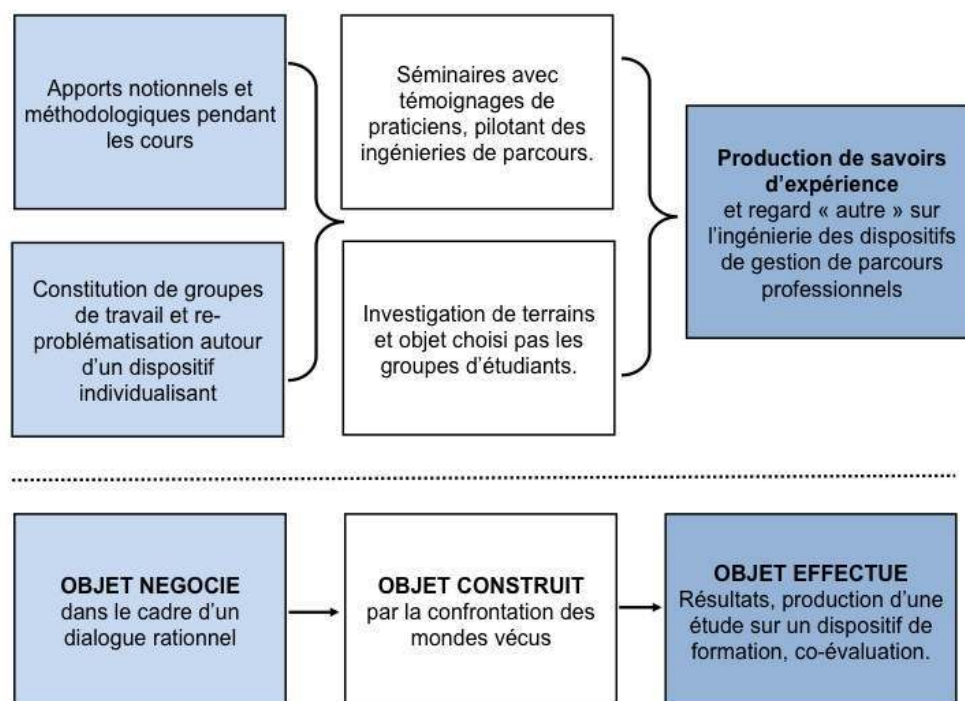 Apports notionnels et
méthodologiques pendant
les cours
Constitution de groupes
de travail et re-
problématisation autour
d'un dispositif
individualisant
Séminaires avec
témoignages de
praticiens, pilotant des
ingénieries de parcours.
Investigation de terrains
et objet choisi pas les
groupes d'étudiants.
Production de savoirs
d'expérience
et regard « autre » sur
l'ingénierie des dispositifs
de gestion de parcours
professionnels
OBJET NEGOCIE
dans le cadre d'un
dialogue rationnel
OBJET CONSTRUIT
par la confrontation des
mondes vécus
OBJET EFFECTUE
Résultats, production d'une
étude sur un dispositif de
formation, co-évaluation.